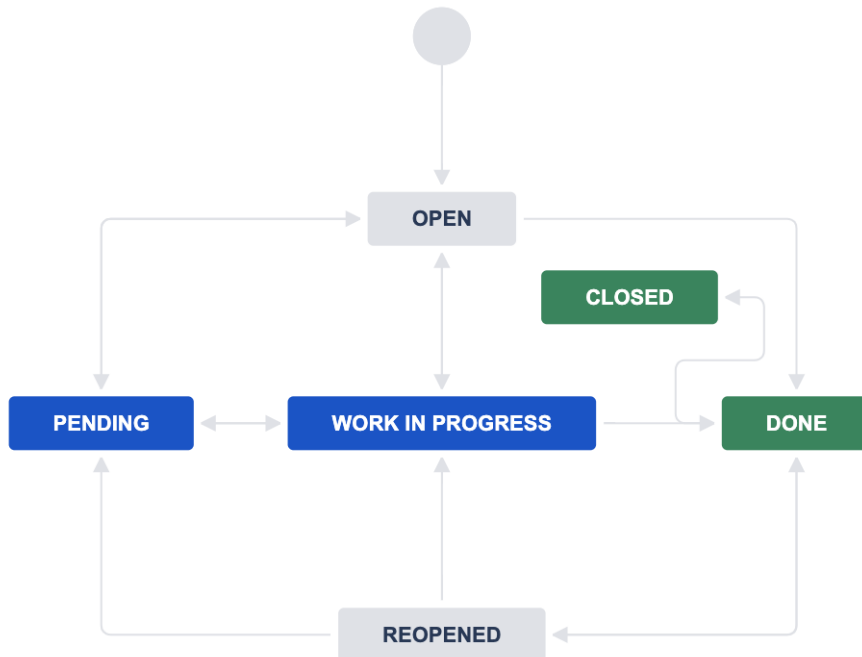 OPEN
CLOSED
PENDING
WORK IN PROGRESS
DONE
REOPENED